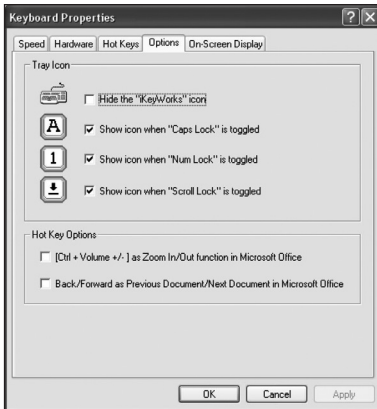 Keyboard Properties
Speed Hardware Hot Keys Options On-Screen Display
Tray Icon
Hide the "iKeyWorks" icon
A Show icon when "Caps Lock" is toggled
1 Show icon when "Num Lock" is toggled
Show icon when "Scroll Lock" is toggled
Hot Key Options
[Ctrl + Volume +/- ] as Zoom In/Out function in Microsoft Office
Back/Forward as Previous Document/Next Document in Microsoft Office
OK Cancel Apply